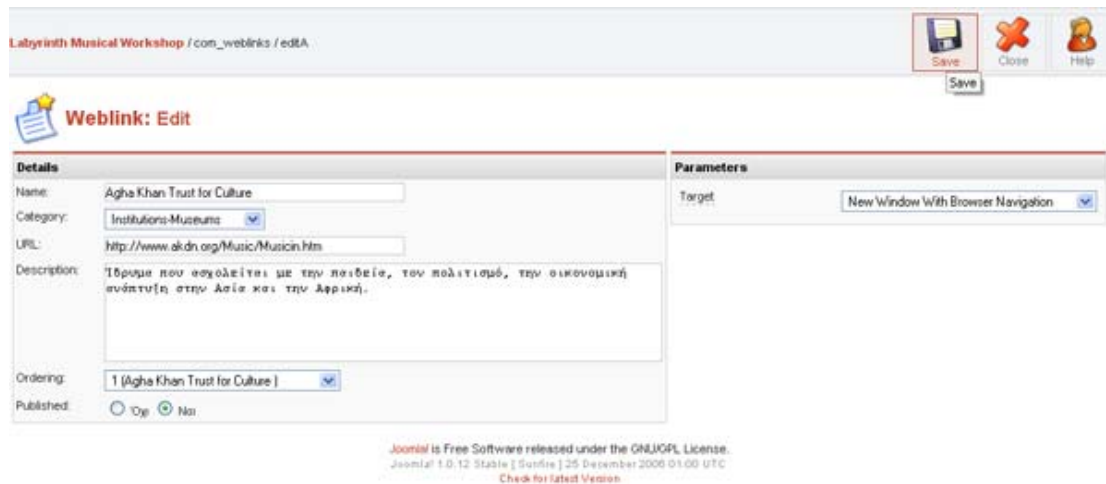 Labyrinth Musical Workshop / com_weblinks / editA
Save
Close
Help
Save
Weblink: Edit
Details
Parameters
Name:
Agha Khan Trust for Culture
Target
New Window With Browser Navigation
Category:
Institutions-Museums
URL:
http://www.akdn.org/Music/Musicin.htm
Description:
Ίδρυμα που ασχολείται με την παιδεία, τον πολιτισμό, την οικονομική
ανάπτυξη στην Ασία και την Αφρική.
Ordering:
1 (Agha Khan Trust for Culture )
Published:
Όχι Ναι
Joomla! is Free Software released under the GNU/GPL License.
Joomla! 1.0.12 Stable [ Sunfire ] 25 December 2006 01:00 UTC
Check for latest Version